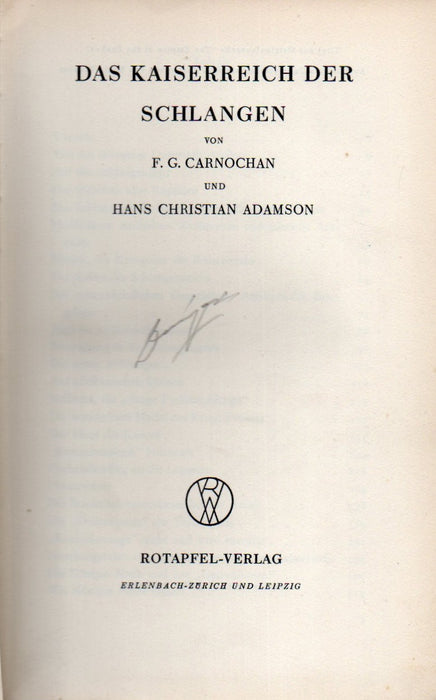 DAS KAISERREICH DER
SCHLANGEN
VON
F. G. CARNOCHAN
UND
HANS CHRISTIAN ADAMSON
ROTAPFEL-VERLAG
ERLENBACH-ZÜRICH UND LEIPZIG